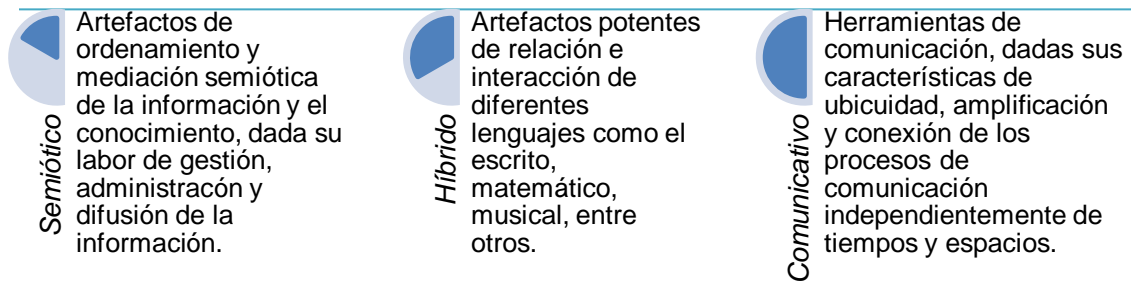 Semiótico
Artefactos de
ordenamiento y
mediación semiótica
de la información y el
conocimiento, dada su
labor de gestión,
administracón y
difusión de la
información.
Híbrido
Artefactos potentes
de relación e
interacción de
diferentes
lenguajes como el
escrito,
matemático,
musical, entre
otros.
Comunicativo
Herramientas de
comunicación, dadas sus
características de
ubicuidad, amplificación
y conexión de los
procesos de
comunicación
independientemente de
tiempos y espacios.